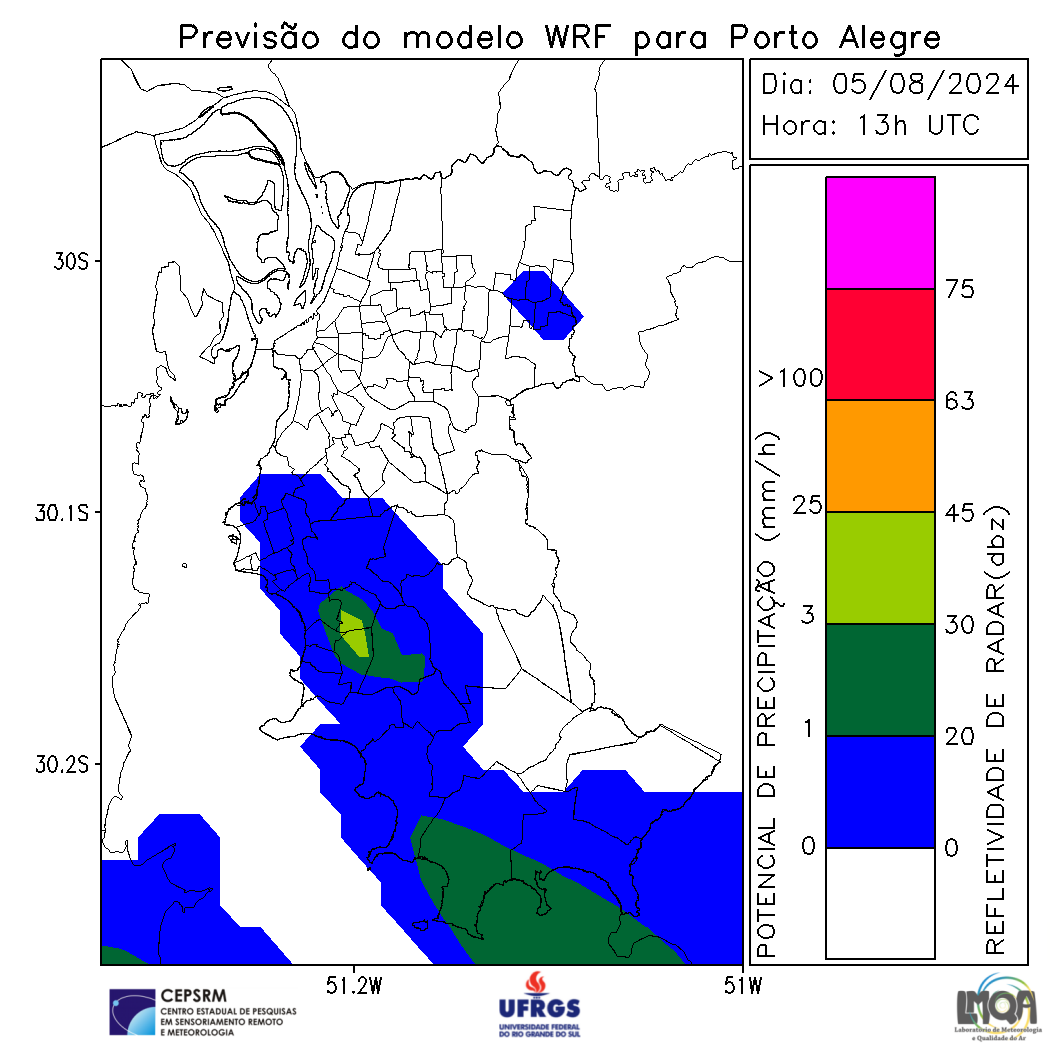 Previsão do modelo WRF para Porto Alegre
Dia: 05/08/2024
Hora: 13h UTC
30S
30.1S
30.2S
51.2W
51W
POTENCIAL DE PRECIPITAÇÃO (mm/h)
>100
25
3
1
0
75
63
45
30
20
0
REFLETIVIDADE DE RADAR(dbz)
CEPSRM
CENTRO ESTADUAL DE PESQUISAS
EM SENSORIAMENTO REMOTO
E METEOROLOGIA
UFRGS
UNIVERSIDADE FEDERAL
DO RIO GRANDE DO SUL
LMQA
Laboratório de Meteorologia
e Qualidade do Ar